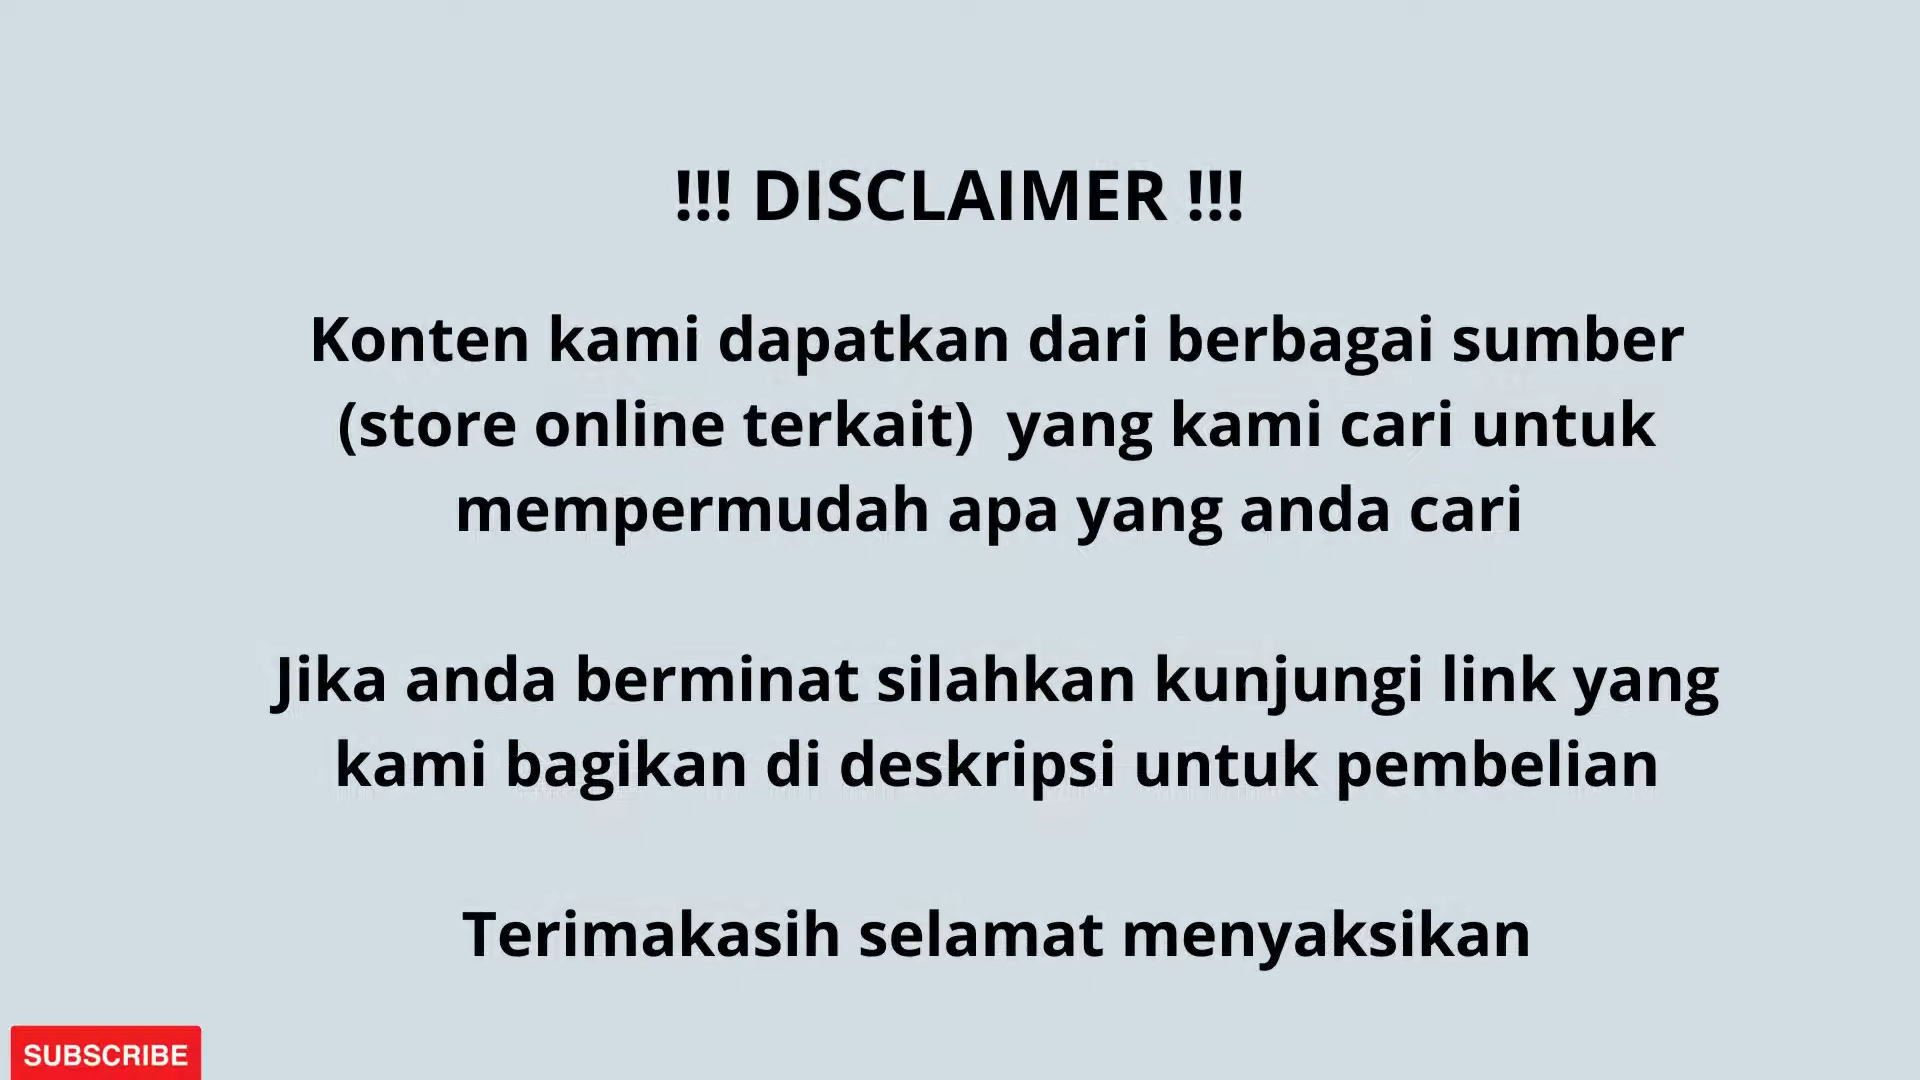 !!! DISCLAIMER !!!
Konten kami dapatkan dari berbagai sumber
(store online terkait)  yang kami cari untuk
mempermudah apa yang anda cari
Jika anda berminat silahkan kunjungi link yang
kami bagikan di deskripsi untuk pembelian
Terimakasih selamat menyaksikan
SUBSCRIBE